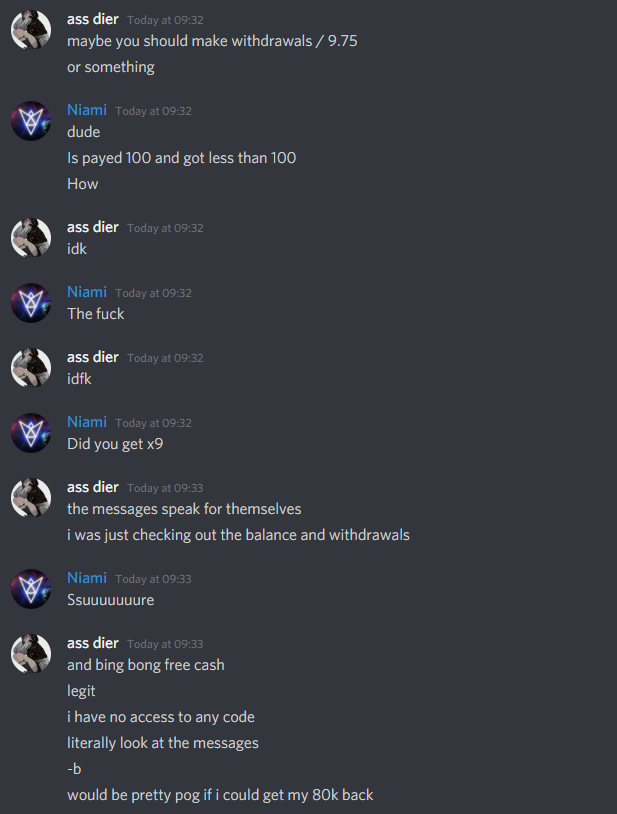 ass dier Today at 09:32
maybe you should make withdrawals / 9.75
or something
Niami Today at 09:32
dude
Is payed 100 and got less than 100
How
ass dier Today at 09:32
idk
Niami Today at 09:32
The fuck
ass dier Today at 09:32
idfk
Niami Today at 09:32
Did you get x9
ass dier Today at 09:33
the messages speak for themselves
i was just checking out the balance and withdrawals
Niami Today at 09:33
Ssuuuuuuure
ass dier Today at 09:33
and bing bong free cash
legit
i have no access to any code
literally look at the messages
-b
would be pretty pog if i could get my 80k back